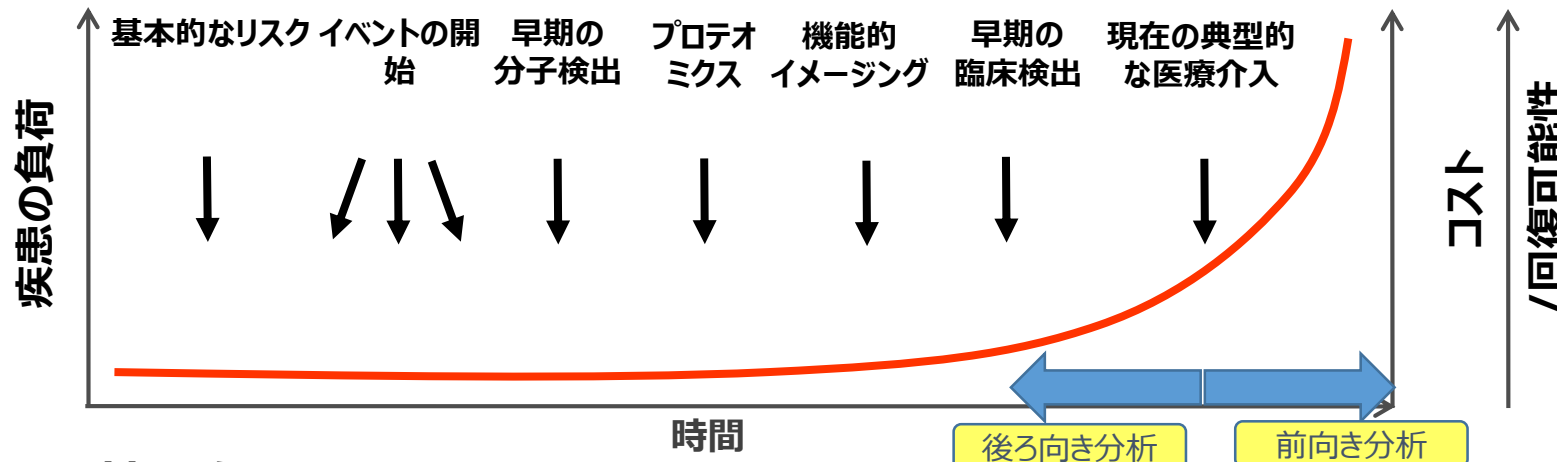 基本的なリスク
イベントの開
始
早期の
分子検出
プロテオ
ミクス
機能的
イメージング
早期の
臨床検出
現在の典型的
な医療介入
疾患の負荷
コスト
/回復可能性
時間
後ろ向き分析
前向き分析